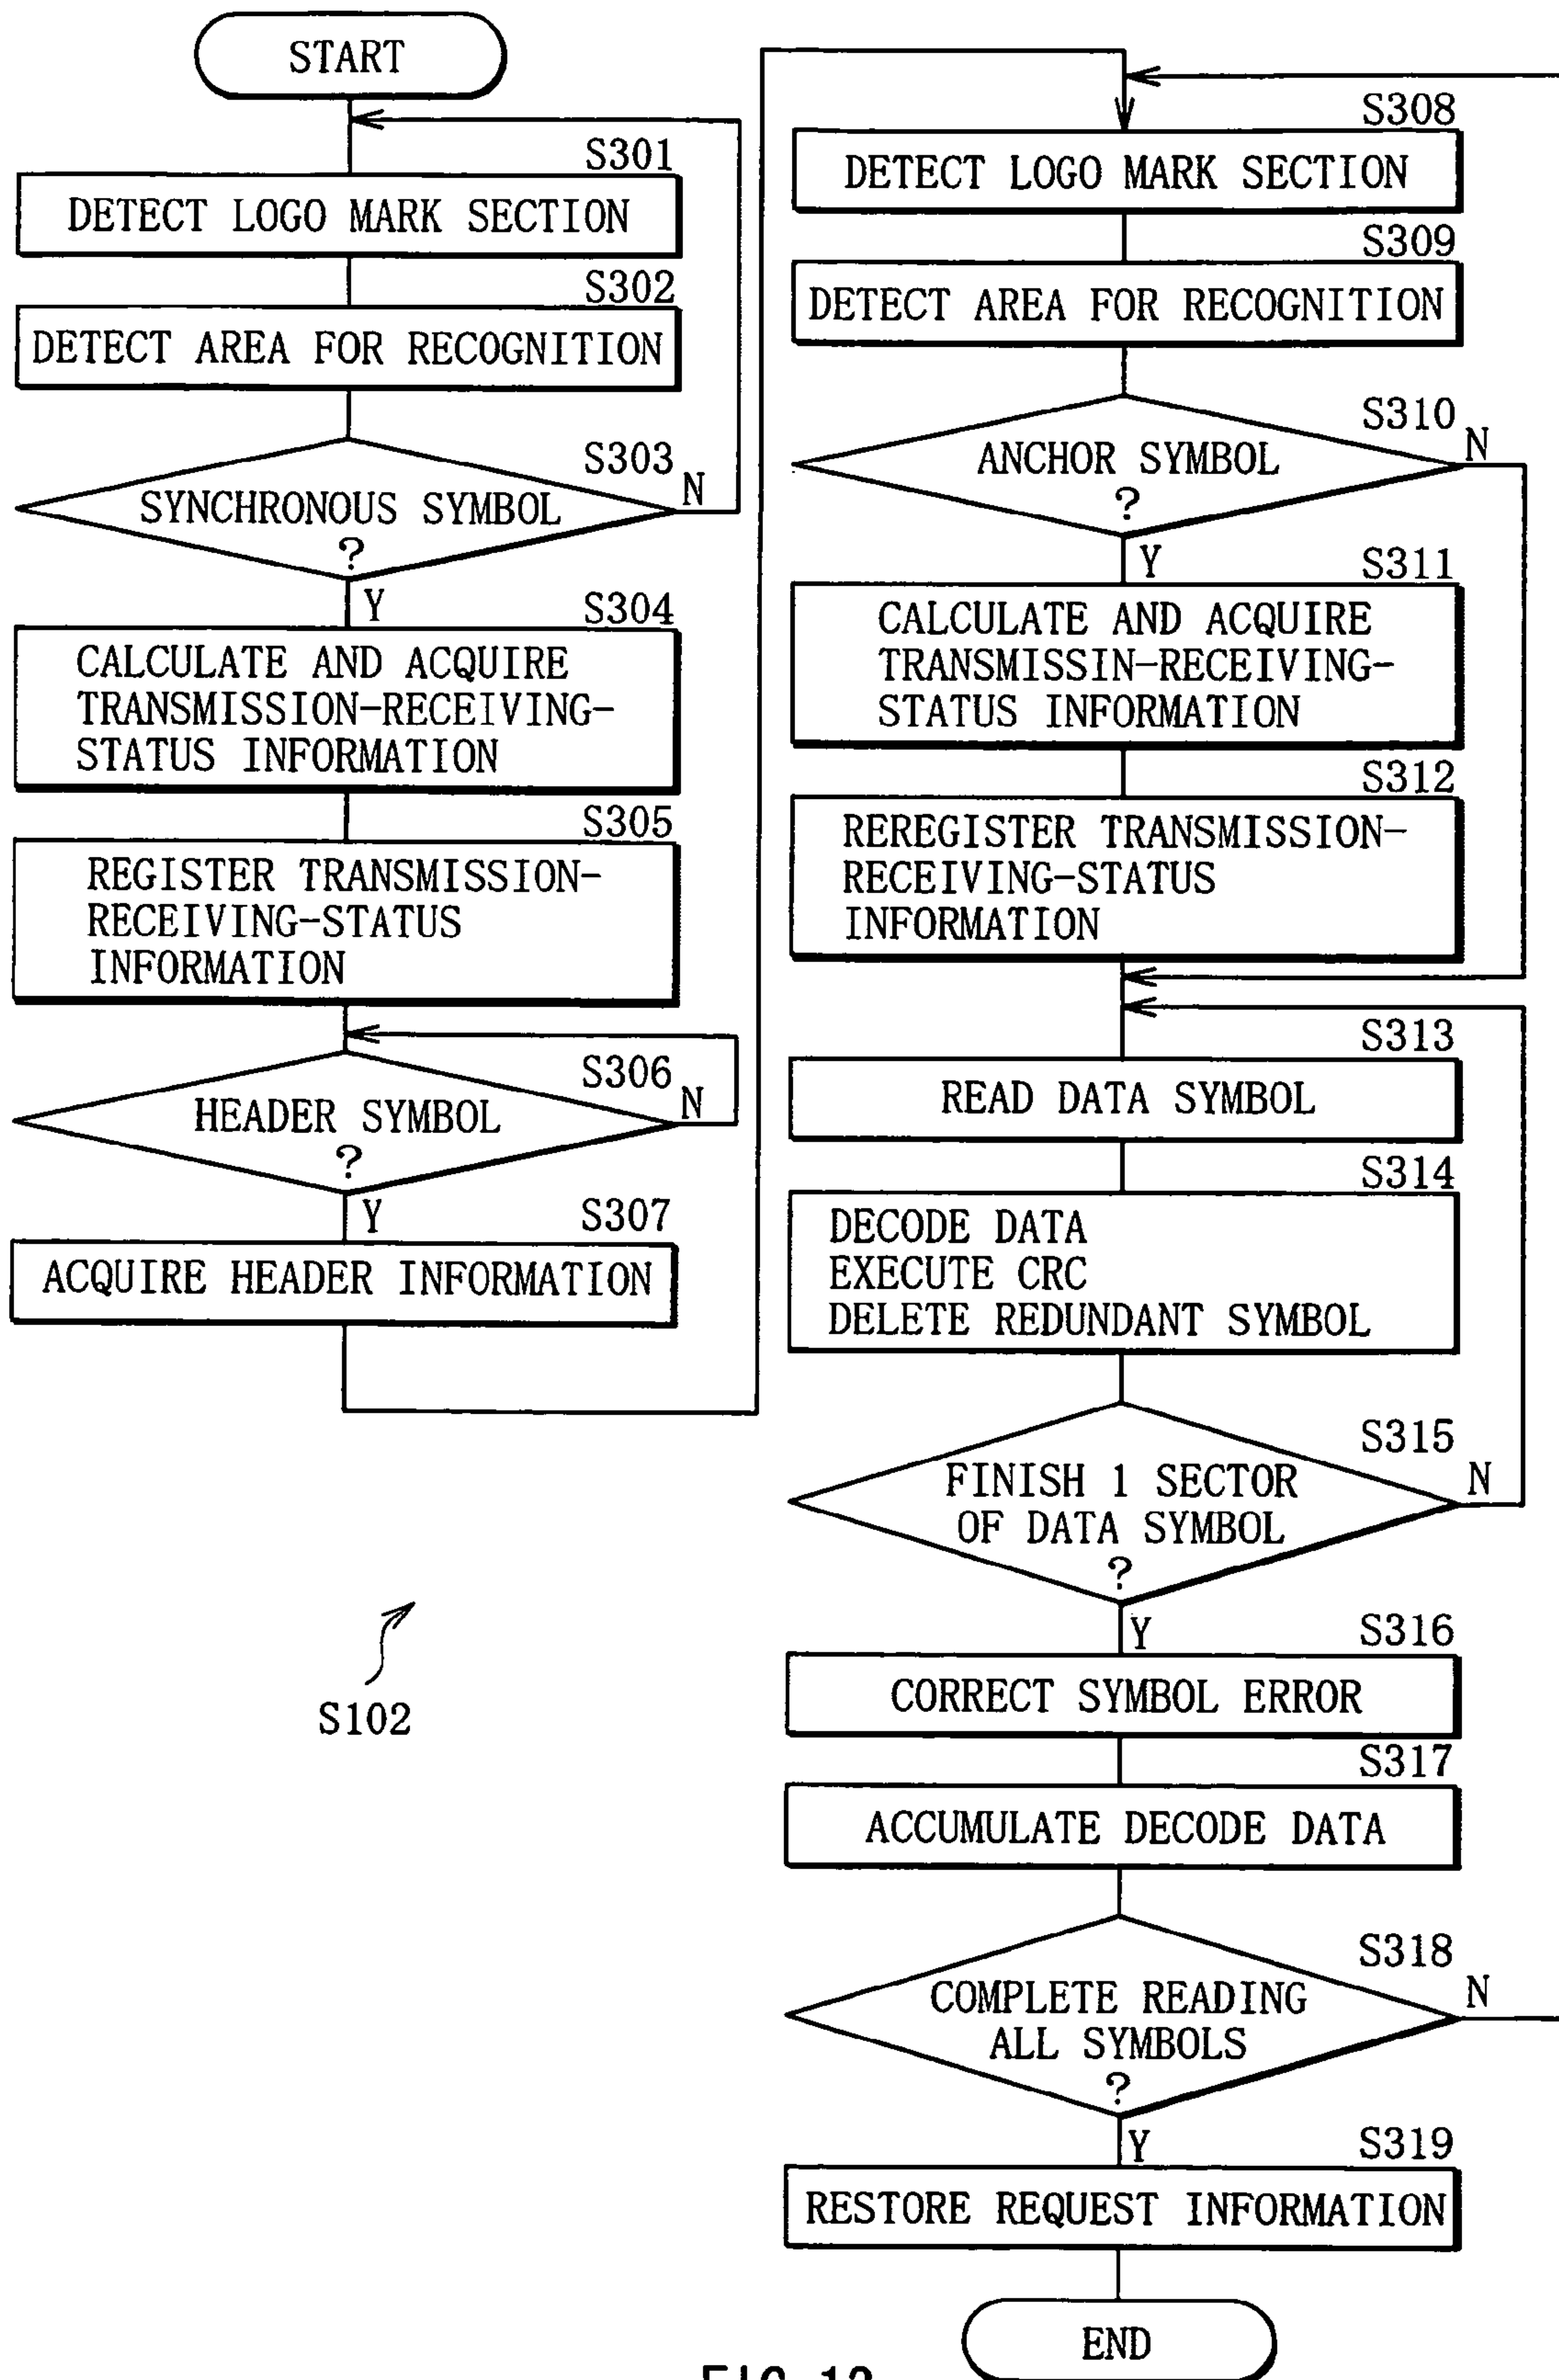 START
S301
DETECT LOGO MARK SECTION
S302
DETECT AREA FOR RECOGNITION
S303
SYNCHRONOUS SYMBOL
?
N
Y
S304
CALCULATE AND ACQUIRE
TRANSMISSION-RECEIVING-
STATUS INFORMATION
S305
REGISTER TRANSMISSION-
RECEIVING-STATUS
INFORMATION
S306
HEADER SYMBOL
?
N
Y
S307
ACQUIRE HEADER INFORMATION
S102
S308
DETECT LOGO MARK SECTION
S309
DETECT AREA FOR RECOGNITION
S310
ANCHOR SYMBOL
?
N
Y
S311
CALCULATE AND ACQUIRE
TRANSMISSIN-RECEIVING-
STATUS INFORMATION
S312
REREGISTER TRANSMISSION-
RECEIVING-STATUS
INFORMATION
S313
READ DATA SYMBOL
S314
DECODE DATA
EXECUTE CRC
DELETE REDUNDANT SYMBOL
S315
FINISH 1 SECTOR
OF DATA SYMBOL
?
N
Y
S316
CORRECT SYMBOL ERROR
S317
ACCUMULATE DECODE DATA
S318
COMPLETE READING
ALL SYMBOLS
?
N
Y
S319
RESTORE REQUEST INFORMATION
END